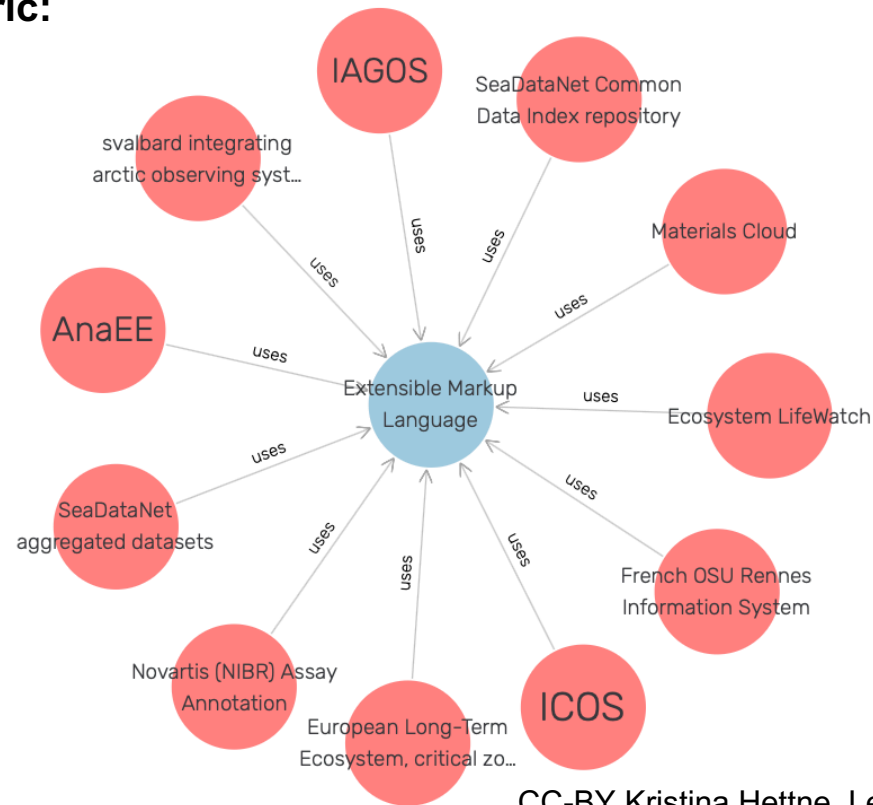 ric:
IAGOS
SeaDataNet Common
Data Index repository
svalbard integrating
arctic observing syst…
Materials Cloud
uses
uses
uses
uses
AnaEE
uses
Extensible Markup
Language
uses
Ecosystem LifeWatch
uses
uses
SeaDataNet
aggregated datasets
uses
uses
uses
French OSU Rennes
Information System
Novartis (NIBR) Assay
Annotation
ICOS
European Long-Term
Ecosystem, critical zo…
CC-BY Kristina Hettne, Le